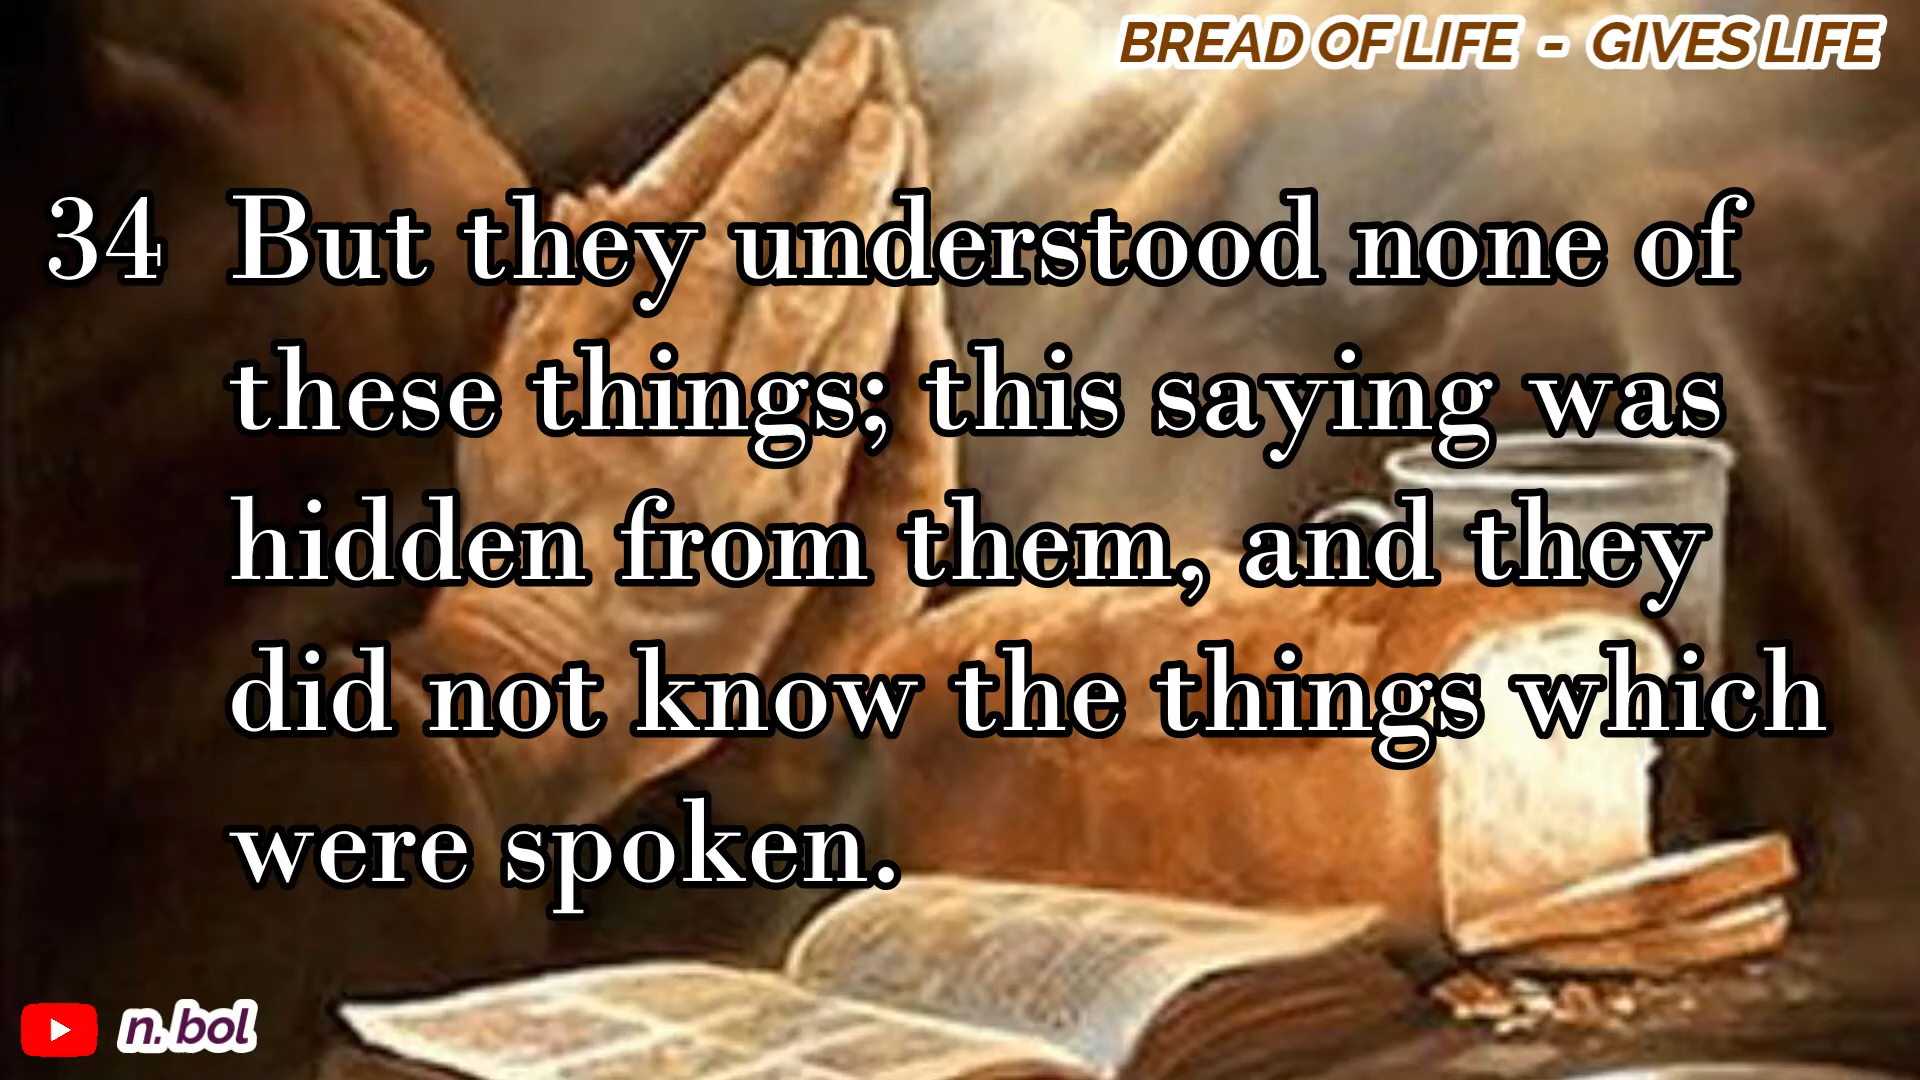 BREAD OF LIFE - GIVES LIFE
34 But they understood none of
these things; this saying was
hidden from them, and they
did not know the things which
were spoken.
n. bol